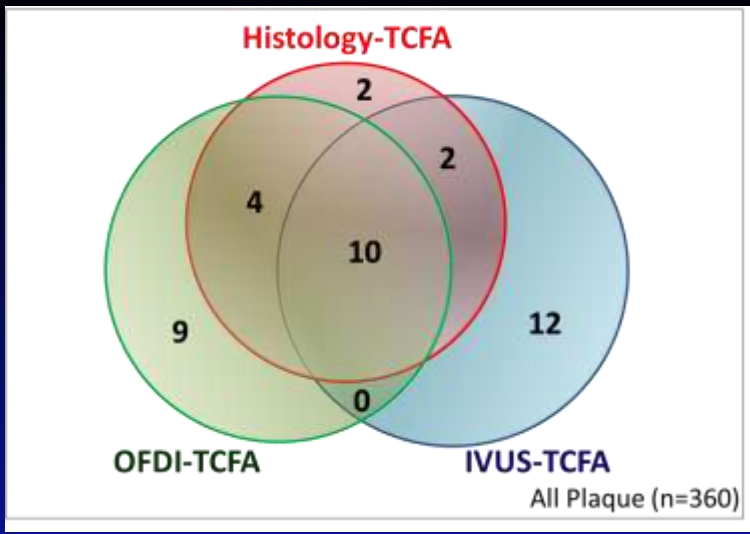 Histology-TCFA
2
2
4
10
9
12
0
OFDI-TCFA
IVUS-TCFA
All Plaque (n=360)